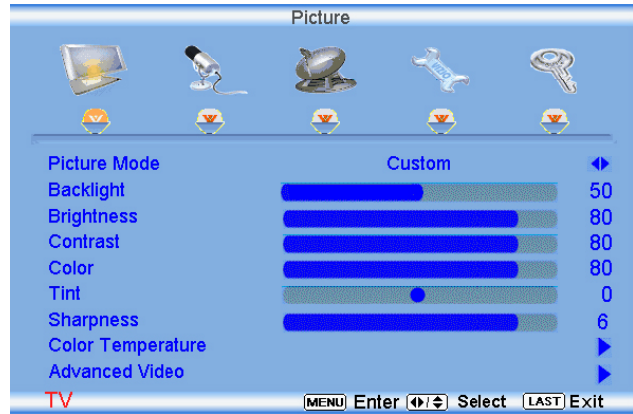 Picture
Picture Mode Custom
Backlight 50
Brightness 80
Contrast 80
Color 80
Tint 0
Sharpness 6
Color Temperature
Advanced Video
TV MENU Enter Select LAST Exit